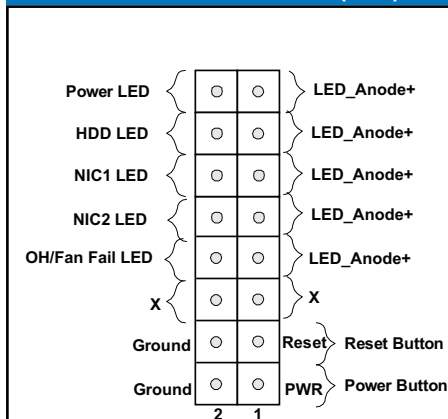 Power LED LED_Anode+
HDD LED LED_Anode+
NIC1 LED LED_Anode+
NIC2 LED LED_Anode+
OH/Fan Fail LED LED_Anode+
X X
Ground Reset Reset Button
Ground PWR Power Button
2 1